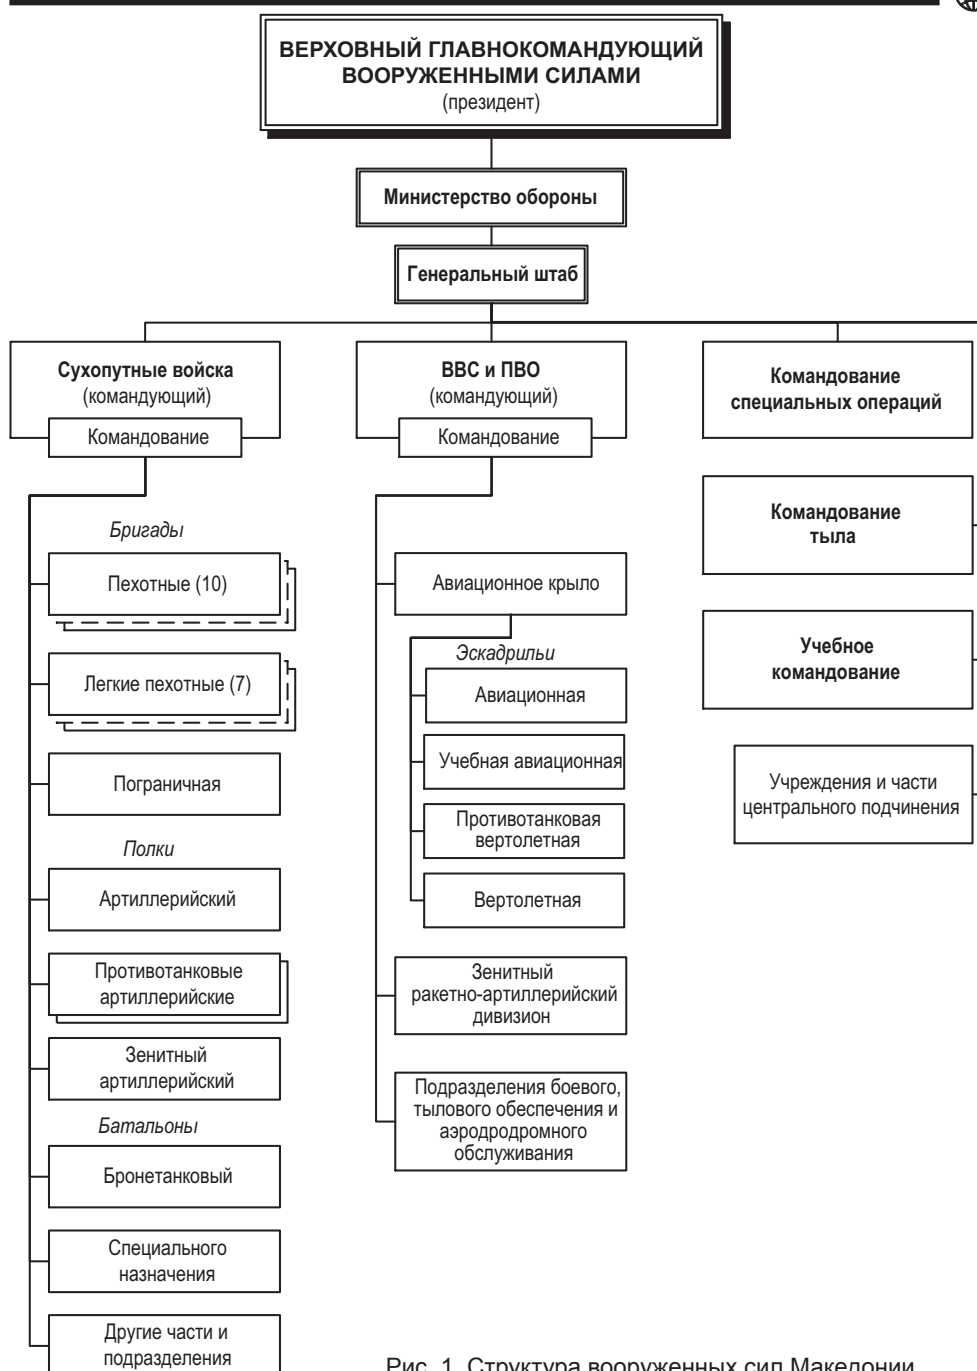 ВЕРХОВНЫЙ ГЛАВНОКОМАНДУЮЩИЙ
ВООРУЖЕННЫМИ СИЛАМИ
(президент)
Министерство обороны
Генеральный штаб
Сухопутные войска
(командующий)
Командование
Бригады
Пехотные (10)
Легкие пехотные (7)
Пограничная
Полки
Артиллерийский
Противотанковые
артиллерийские
Зенитный
артиллерийский
Батальоны
Бронетанковый
Специального
назначения
Другие части и
подразделения
ВВС и ПВО
(командующий)
Командование
Авиационное крыло
Эскадрильи
Авиационная
Учебная авиационная
Противотанковая
вертолетная
Вертолетная
Зенитный
ракетно-артиллерийский
дивизион
Подразделения боевого,
тылового обеспечения и
аэродродромного
обслуживания
Командование
специальных операций
Командование
тыла
Учебное
командование
Учреждения и части
центрального подчинения
Рис. 1. Структура вооруженных сил Македонии